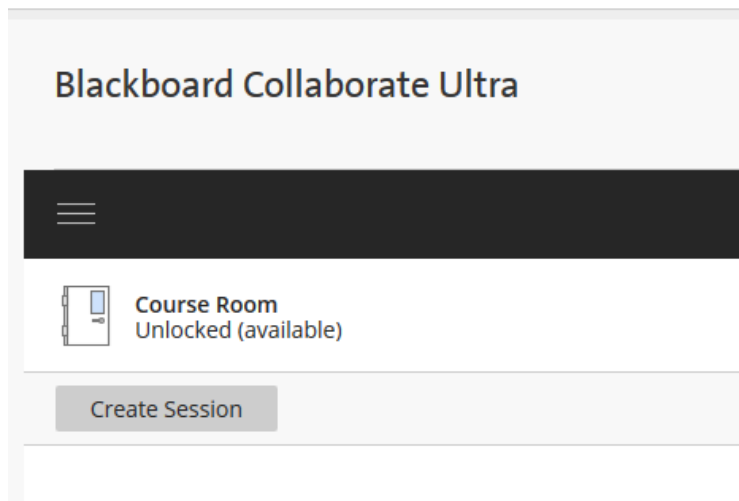 Blackboard Collaborate Ultra
Course Room
Unlocked (available)
Create Session